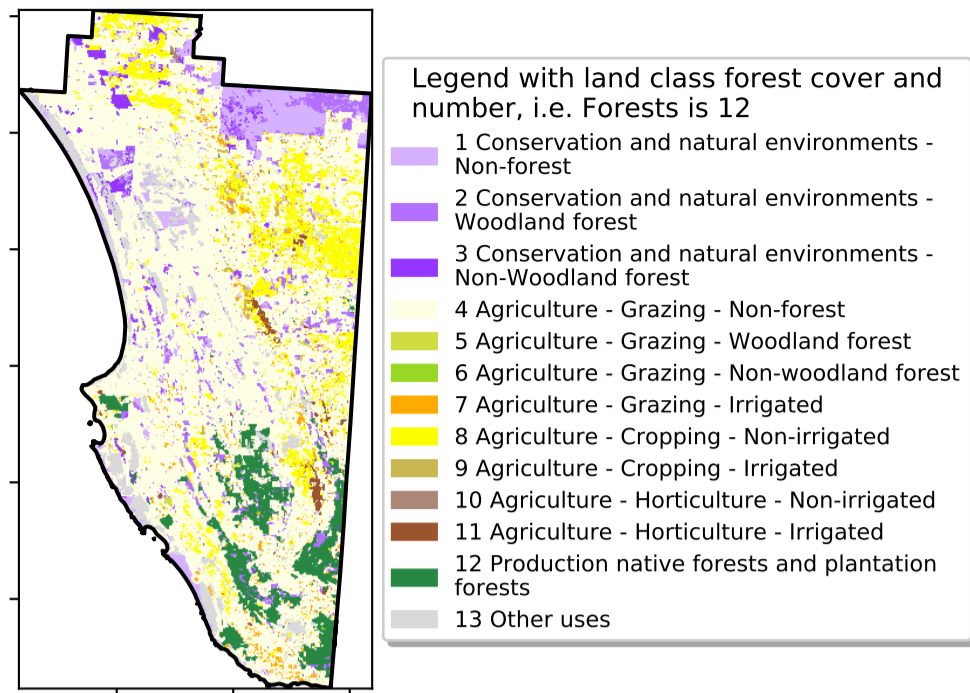 Legend with land class forest cover and
number, i.e. Forests is 12
1 Conservation and natural environments -
Non-forest
2 Conservation and natural environments -
Woodland forest
3 Conservation and natural environments -
Non-Woodland forest
4 Agriculture - Grazing - Non-forest
5 Agriculture - Grazing - Woodland forest
6 Agriculture - Grazing - Non-woodland forest
7 Agriculture - Grazing - Irrigated
8 Agriculture - Cropping - Non-irrigated
9 Agriculture - Cropping - Irrigated
10 Agriculture - Horticulture - Non-irrigated
11 Agriculture - Horticulture - Irrigated
12 Production native forests and plantation
forests
13 Other uses